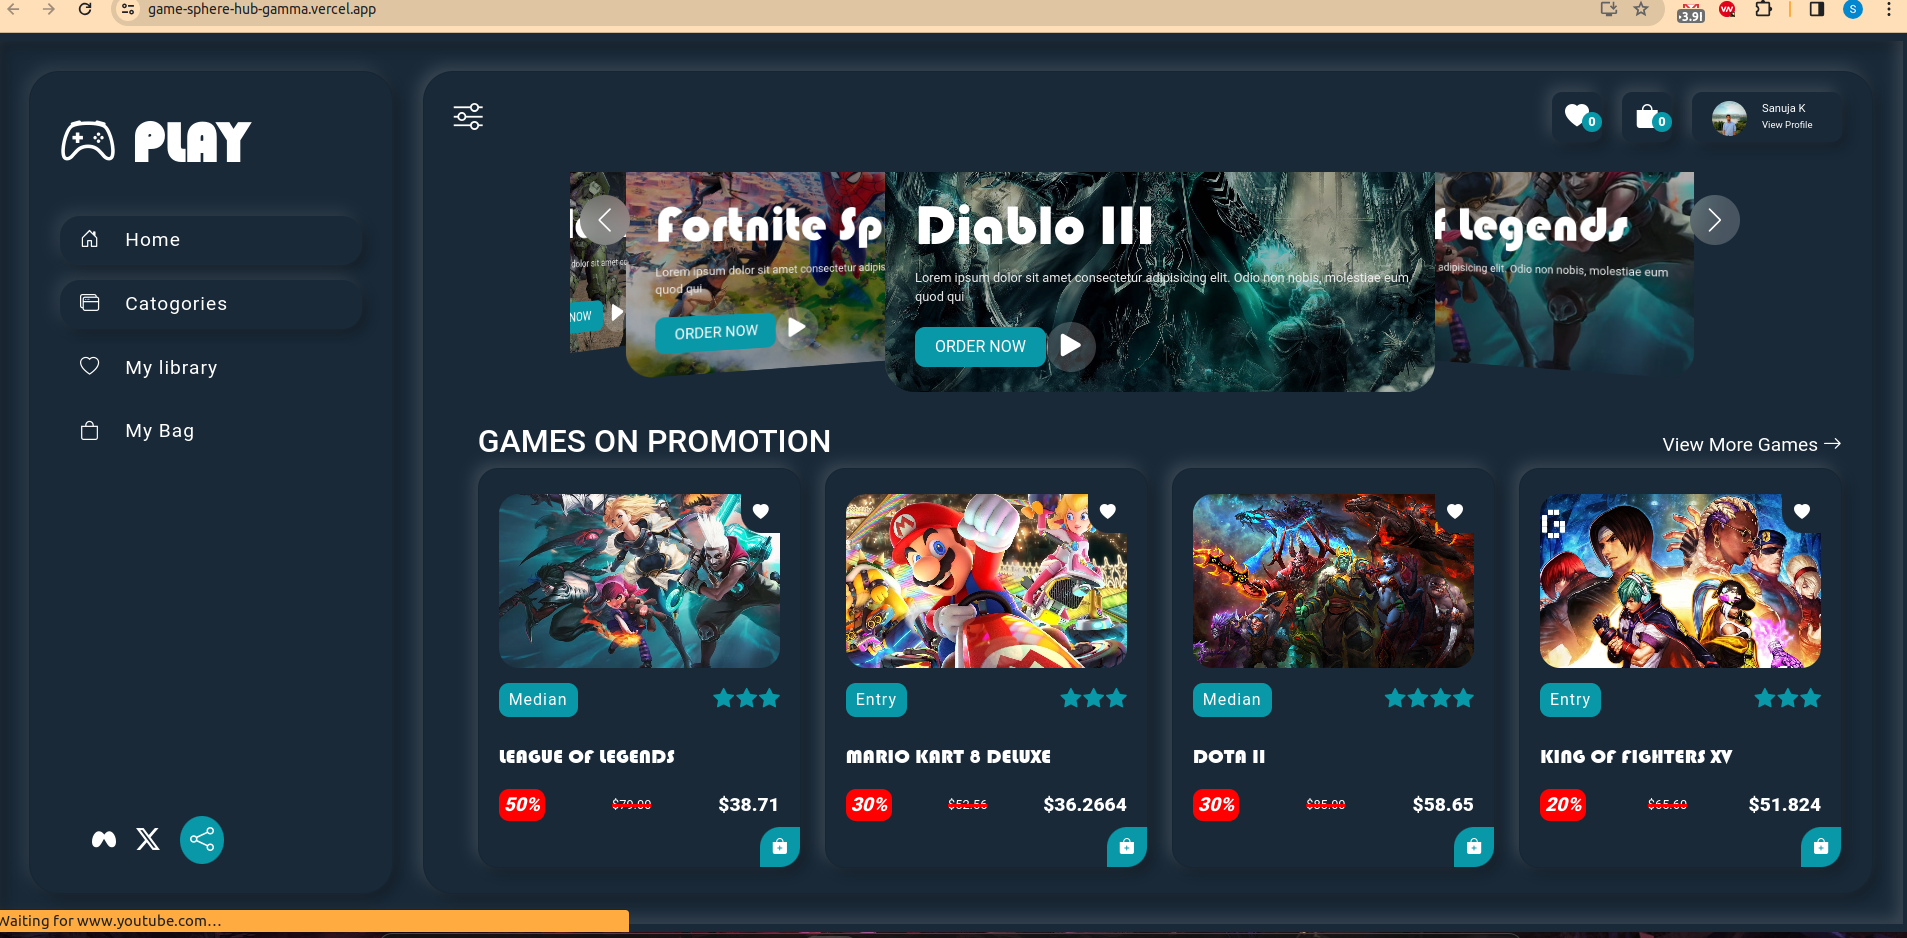 game-sphere-hub-gamma.vercel.app
-3.9!
S
PLAY
Home
Catogories
My library
My Bag
0
0
Sanuja K
View Profile
dolor sit amet
NOW
Fortnite Sp
Lorem ipsum dolor sit amet consectetur adipis
quod qui
ORDER NOW
Diablo III
Lorem ipsum dolor sit amet consectetur adipisicing elit. Odio non nobis, molestiae eum
quod qui
ORDER NOW
f Legends
adipisicing elit. Odio non nobis, molestiae eum
GAMES ON PROMOTION
View More Games
Median
LEAGUE OF LEGENDS
50% $79.00 $38.71
Entry
MARIO KART 8 DELUXE
30% $52.56 $36.2664
Median
DOTA II
30% $85.00 $58.65
G
Entry
KING OF FIGHTERS XV
20% $65.60 $51.824
Waiting for www.youtube.com…